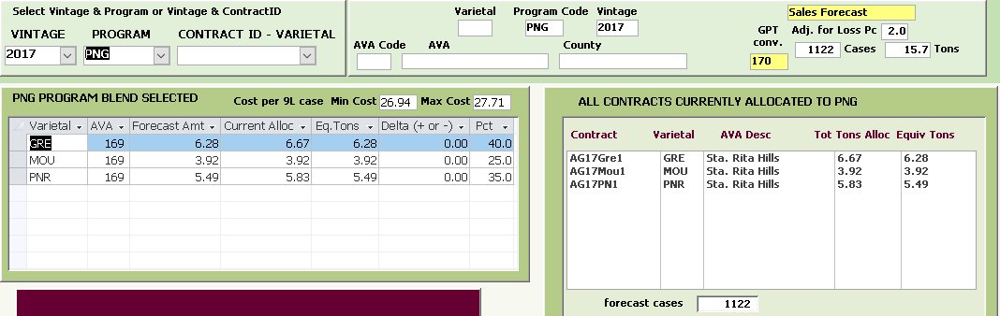 Select Vintage & Program or Vintage & ContractID
VINTAGE PROGRAM CONTRACT ID - VARIETAL
2017 PNG
Varietal Program Code Vintage
PNG 2017
AVA Code AVA County
Sales Forecast
GPT conv. Adj. for Loss Pc 2.0
170 1122 Cases 15.7 Tons
PNG PROGRAM BLEND SELECTED Cost per 9L case Min Cost 26.94 Max Cost 27.71
Varietal AVA Forecast Amt Current Alloc Eq.Tons Delta (+ or -) Pct
GRE 169 6.28 6.67 6.28 0.00 40.0
MOU 169 3.92 3.92 3.92 0.00 25.0
PNR 169 5.49 5.83 5.49 0.00 35.0
ALL CONTRACTS CURRENTLY ALLOCATED TO PNG
Contract Varietal AVA Desc Tot Tons Alloc Equiv Tons
AG17Gre1 GRE Sta. Rita Hills 6.67 6.28
AG17Mou1 MOU Sta. Rita Hills 3.92 3.92
AG17PN1 PNR Sta. Rita Hills 5.83 5.49
forecast cases 1122